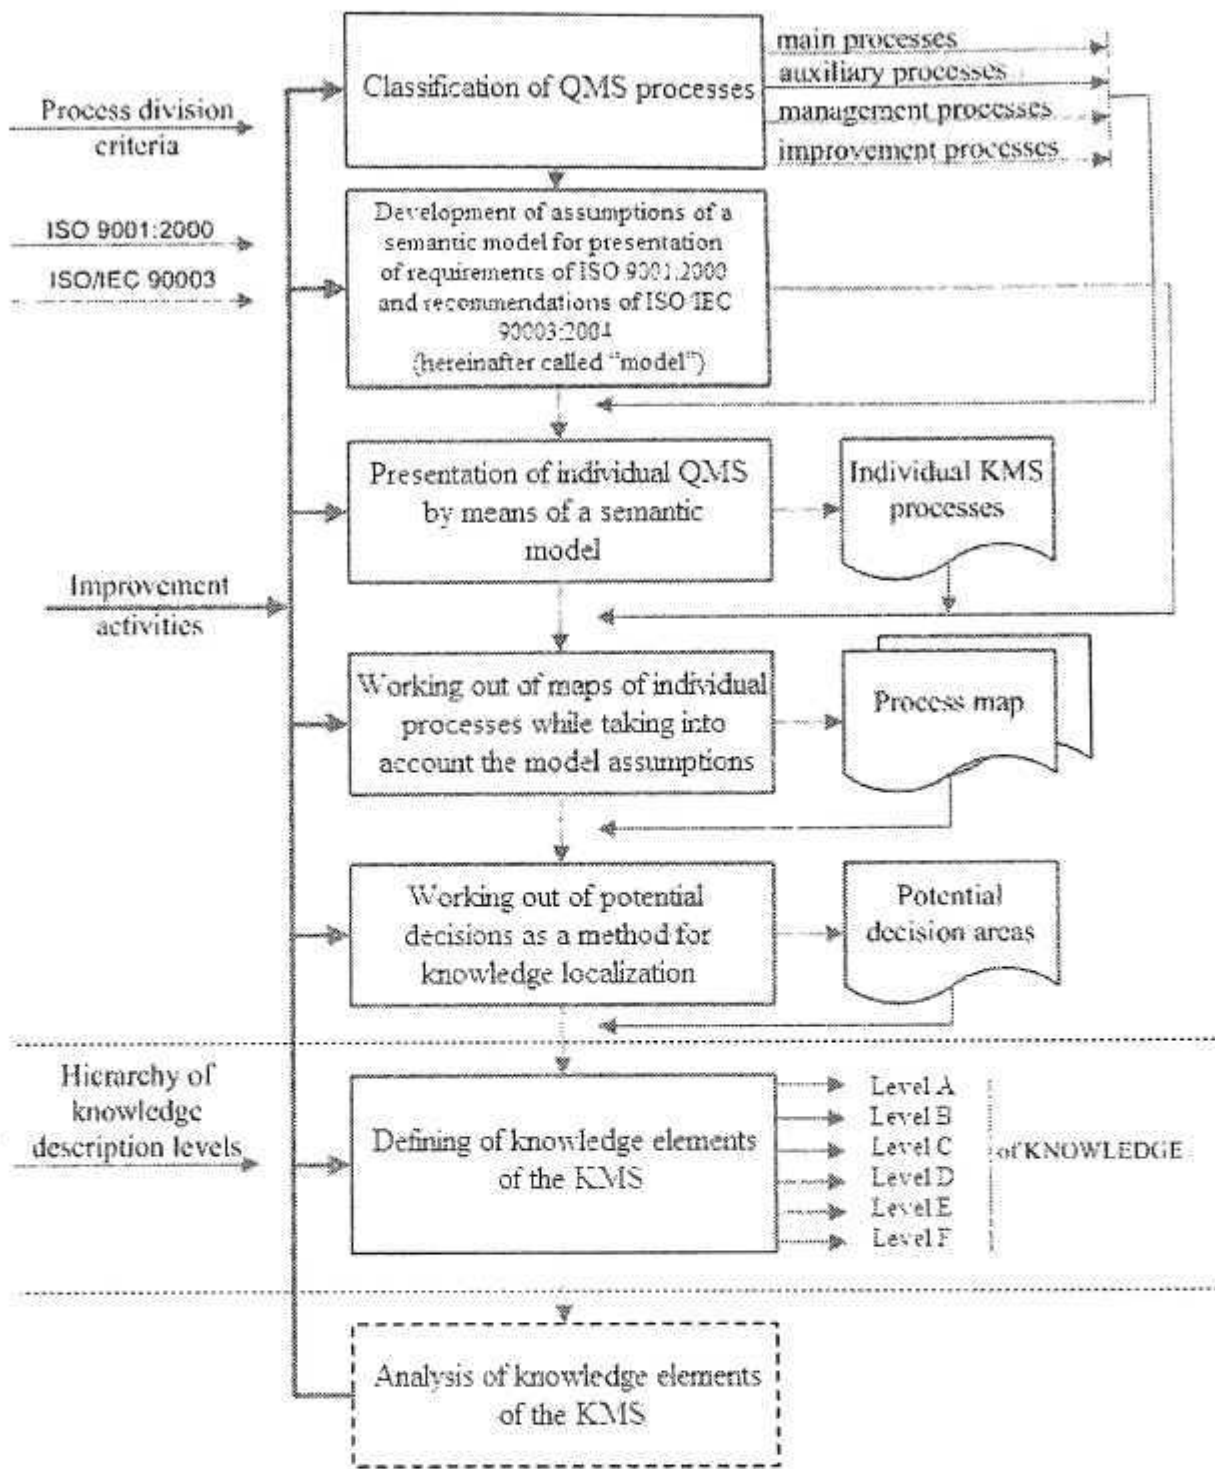 main processes
auxiliary processes
management processes
improvement processes
Classification of QMS processes
Process division
criteria
ISO 9001:2000
ISO/IEC 90003
Development of assumptions of a
semantic model for presentation
of requirements of ISO 9001:2000
and recommendations of ISO/IEC
90003:2004
(hereinafter called "model")
Presentation of individual QMS
by means of a semantic
model
Individual KMS
processes
Improvement
activities
Working out of maps of individual
processes while taking into
account the model assumptions
Process map
Working out of potential
decisions as a method for
knowledge localization
Potential
decision areas
Hierarchy of
knowledge
description levels
Defining of knowledge elements
of the KMS
Level A
Level B
Level C
Level D
Level E
Level F
of KNOWLEDGE
Analysis of knowledge elements
of the KMS